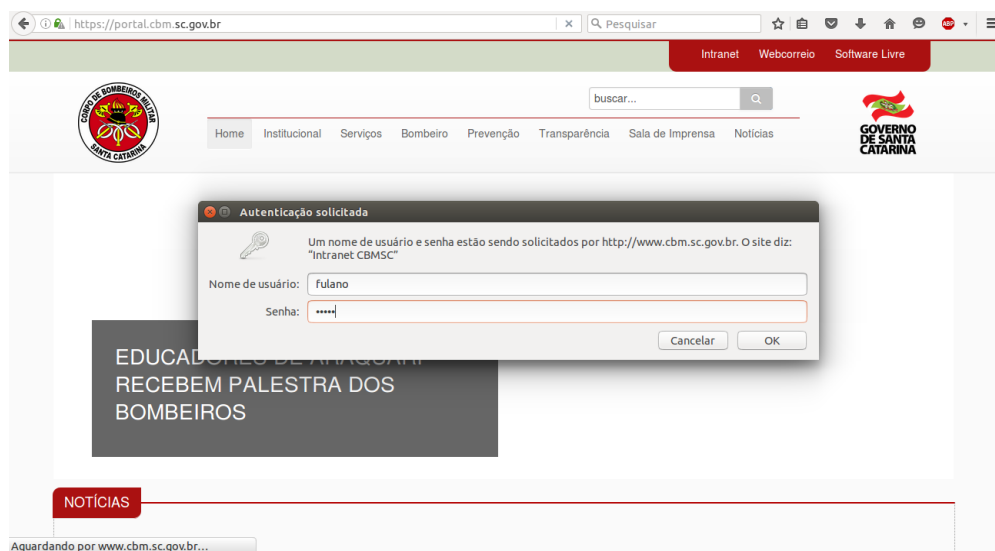 https://portal.cbm.sc.gov.br
Pesquisar
ABP
Intranet Webcorreio Software Livre
CORPO DE BOMBEIROS MILITAR
SANTA CATARINA
buscar...
GOVERNO
DE SANTA
CATARINA
Home Institucional Serviços Bombeiro Prevenção Transparência Sala de Imprensa Notícias
Autenticação solicitada
Um nome de usuário e senha estão sendo solicitados por http://www.cbm.sc.gov.br. O site diz:
"Intranet CBMSC"
Nome de usuário: fulano
Senha: •••••
Cancelar OK
EDUCADORES DE ARAQUARI
RECEBEM PALESTRA DOS
BOMBEIROS
NOTÍCIAS
Aguardando por www.cbm.sc.gov.br...